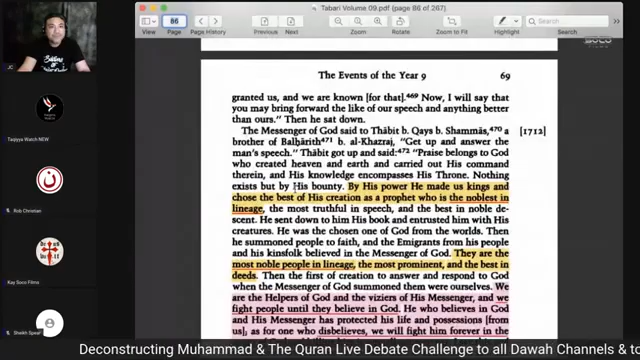 Tabari Volume 09.pdf (page 86 of 267)
86
Search
View
Page
Previous
Next
Zoom
Rotate
Zoom to Fit
Highlight
Search
SOCO
JC
Taqiyya Watch NEW
Rob Christian
Kay Soco Films
Sheikh Speaj
The Events of the Year 9 69
granted us, and we are known [for that].469 Now, I will say that
you may bring forward the like of our speech and anything better
than ours." Then he sat down.
The Messenger of God said to Thābit b. Qays b. Shammās,470 a [1712]
brother of Balḥārith471 b. al-Khazraj, "Get up and answer the
man's speech." Thābit got up and said:472 "Praise belongs to God
who created heaven and earth and carried out His command
therein, and His knowledge encompasses His Throne. Nothing
exists but by His bounty. By His power He made us kings and
chose the best of His creation as a prophet who is the noblest in
lineage, the most truthful in speech, and the best in noble de-
scent. He sent down to him His Book and entrusted him with His
creatures. He was the chosen one of God from the worlds. Then
he summoned people to faith, and the Emigrants from his people
and his kinsfolk believed in the Messenger of God. They are the
most noble people in lineage, the most prominent, and the best in
deeds. Then the first of creation to answer and respond to God
when the Messenger of God summoned them were ourselves. We
are the Helpers of God and the viziers of His Messenger, and we
fight people until they believe in God. He who believes in God
and His Messenger has protected his life and possessions [from
us], as for one who disbelieves, we will fight him forever in the
Deconstructing Muhammad & The Quran Live Debate Challenge to all Dawah Channels & t